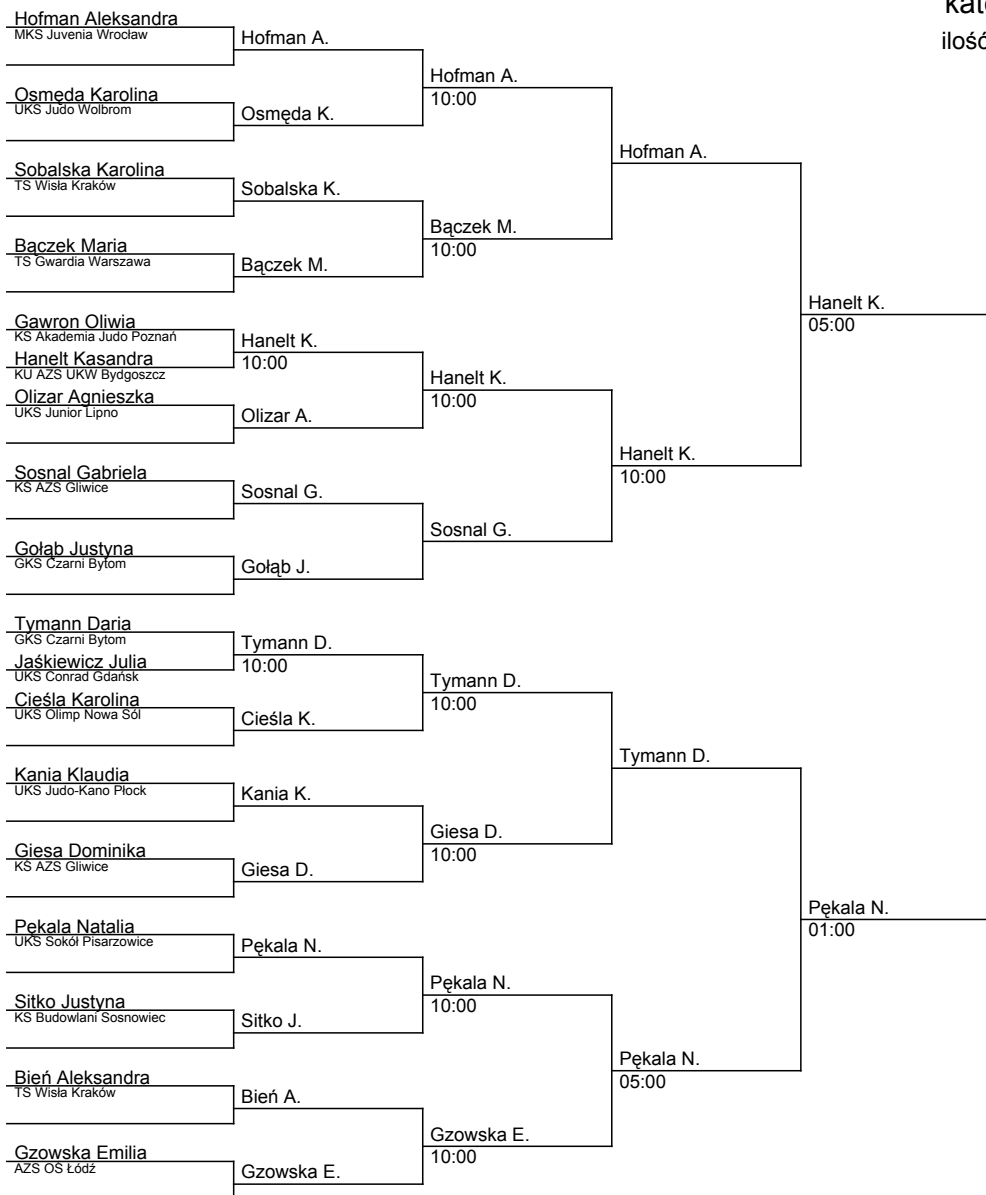 kate
ilość
Hofman Aleksandra
MKS Juvenia Wrocław
Osmęda Karolina
UKS Judo Wolbrom
Sobalska Karolina
TS Wisła Kraków
Bączek Maria
TS Gwardia Warszawa
Gawron Oliwia
KS Akademia Judo Poznań
Hanelt Kasandra
KU AZS UKW Bydgoszcz
Olizar Agnieszka
UKS Junior Lipno
Sosnal Gabriela
KS AZS Gliwice
Gołąb Justyna
GKS Czarni Bytom
Tymann Daria
GKS Czarni Bytom
Jaśkiewicz Julia
UKS Conrad Gdańsk
Cieśla Karolina
UKS Olimp Nowa Sól
Kania Klaudia
UKS Judo-Kano Płock
Giesa Dominika
KS AZS Gliwice
Pękala Natalia
UKS Sokół Pisarzowice
Sitko Justyna
KS Budowlani Sosnowiec
Bień Aleksandra
TS Wisła Kraków
Gzowska Emilia
AZS OŚ Łódź
Hofman A.
Osmęda K.
Sobalska K.
Bączek M.
Hanelt K.
10:00
Olizar A.
Sosnal G.
Gołąb J.
Tymann D.
10:00
Cieśla K.
Kania K.
Giesa D.
Pękala N.
Sitko J.
Bień A.
Gzowska E.
Hofman A.
10:00
Bączek M.
10:00
Hanelt K.
10:00
Sosnal G.
Tymann D.
10:00
Giesa D.
10:00
Pękala N.
10:00
Gzowska E.
10:00
Hofman A.
Hanelt K.
10:00
Tymann D.
Pękala N.
05:00
Hanelt K.
05:00
Pękala N.
01:00